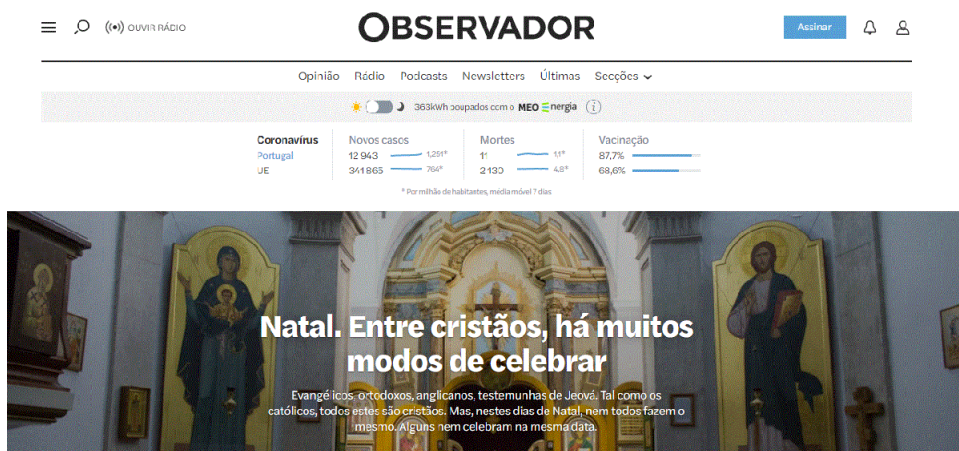 OUVIR RÁDIO
OBSERVADOR
Assinar
Opinião Rádio Podcasts Newsletters Últimas Secções
363kWh poupados com o MEO Energia i
Coronavírus Novos casos Mortes Vacinação
Portugal 12 943 1,251* 11 1,1* 87,7%
UE 341 865 764* 2 130 4,8* 68,6%
* Por milhão de habitantes, média móvel 7 dias
Natal. Entre cristãos, há muitos
modos de celebrar
Evangélicos, ortodoxos, anglicanos, testemunhas de Jeová. Tal como os
católicos, todos estes são cristãos. Mas, nestes dias de Natal, nem todos fazem o
mesmo. Alguns nem celebram na mesma data.